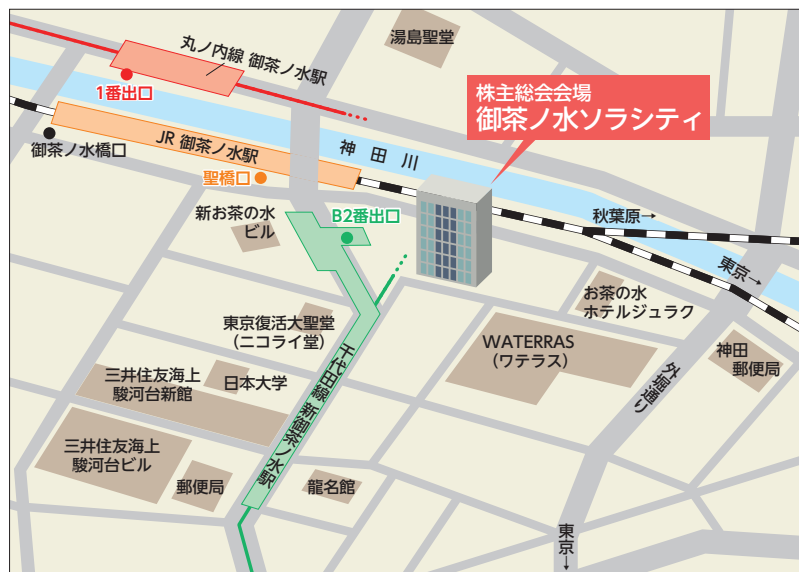 湯島聖堂
丸ノ内線 御茶ノ水駅
1番出口
株主総会会場
御茶ノ水ソラシティ
JR 御茶ノ水駅
神田川
御茶ノ水橋口
聖橋口
新お茶の水
ビル
B2番出口
秋葉原→
東京→
お茶の水
ホテルジュラク
東京復活大聖堂
（ニコライ堂）
WATERRAS
（ワテラス）
神田
郵便局
外堀通り
千代田線 新御茶ノ水駅
三井住友海上
駿河台新館
日本大学
三井住友海上
駿河台ビル
郵便局
龍名館
東京→